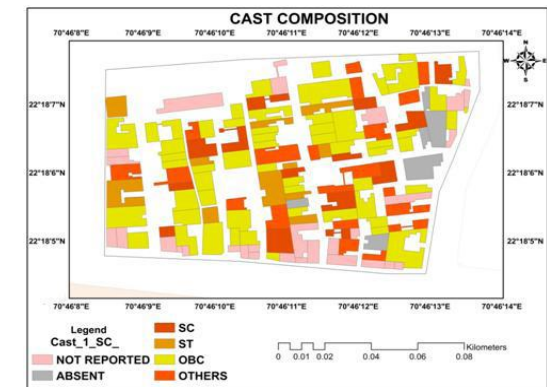 CAST COMPOSITION
70°46'8"E 70°46'9"E 70°46'10"E 70°46'11"E 70°46'12"E 70°46'13"E 70°46'14"E
N
W E
S
22°18'7"N 22°18'7"N
22°18'6"N 22°18'6"N
22°18'5"N 22°18'5"N
70°46'8"E 70°46'9"E 70°46'10"E 70°46'11"E 70°46'12"E 70°46'13"E 70°46'14"E
Legend
Cast_1_SC_
NOT REPORTED
ABSENT
SC
ST
OBC
OTHERS
Kilometers
0 0.01 0.02 0.04 0.06 0.08